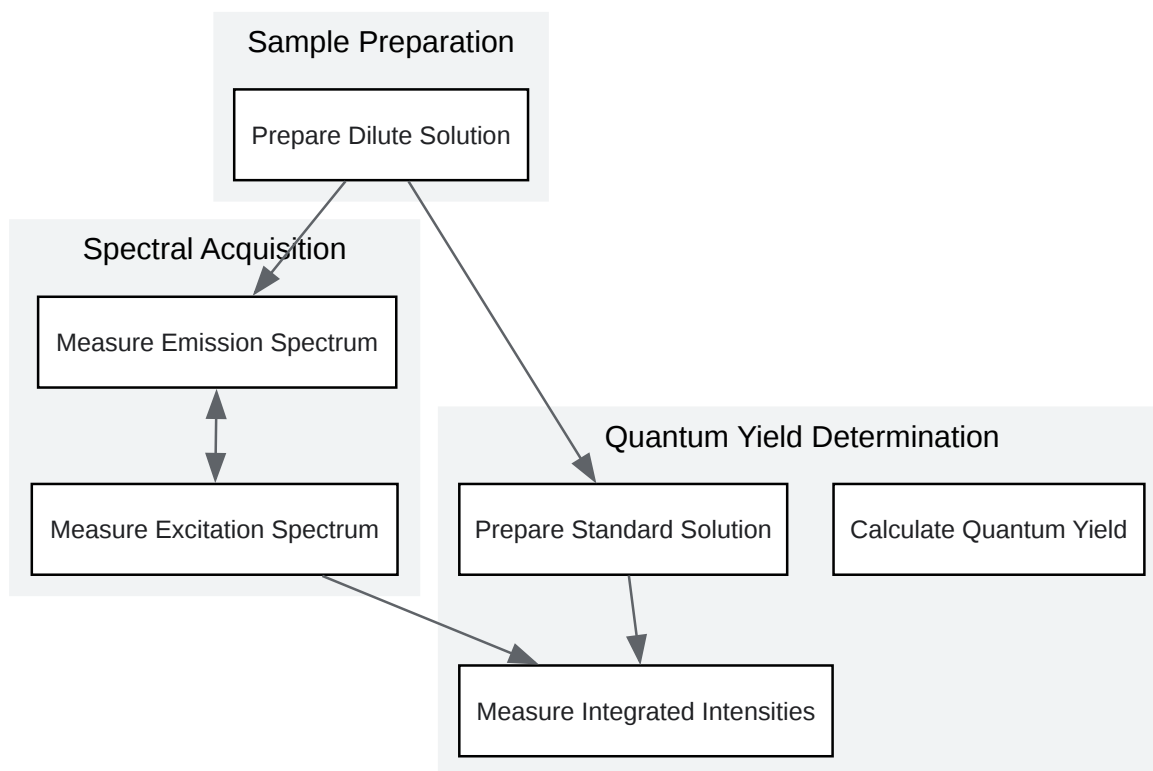 Sample Preparation
Prepare Dilute Solution
Spectral Acquisition
Measure Emission Spectrum
Measure Excitation Spectrum
Quantum Yield Determination
Prepare Standard Solution
Calculate Quantum Yield
Measure Integrated Intensities